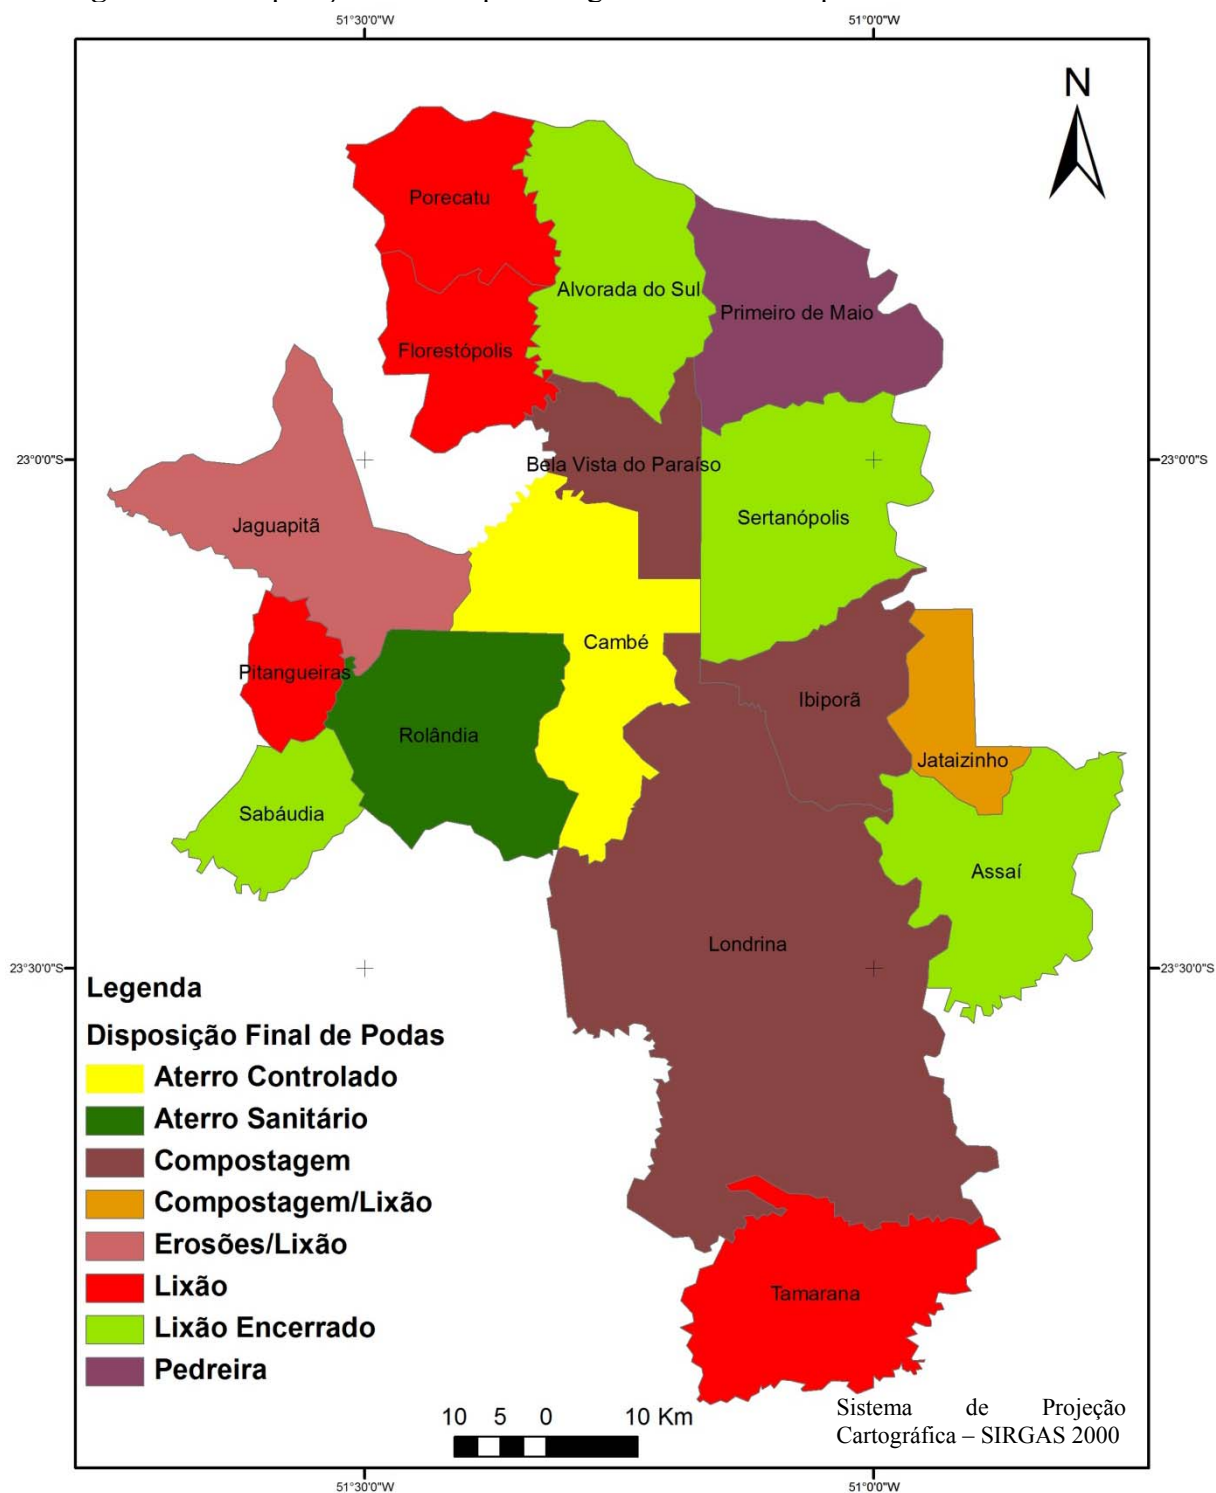 51°30'0"W 51°0'0"W
N
Porecatu
Alvorada do Sul
Primeiro de Maio
Florestópolis
23°0'0"S 23°0'0"S
Bela Vista do Paraíso
Jaguapitã
Sertanópolis
Cambé
Pitangueiras
Ibiporã
Rolândia
Jataizinho
Sabáudia
Assaí
Londrina
23°30'0"S 23°30'0"S
Tamarana
Legenda
Disposição Final de Podas
Aterro Controlado
Aterro Sanitário
Compostagem
Compostagem/Lixão
Erosões/Lixão
Lixão
Lixão Encerrado
Pedreira
10 5 0 10 Km
Sistema de Projeção
Cartográfica – SIRGAS 2000
51°30'0"W 51°0'0"W